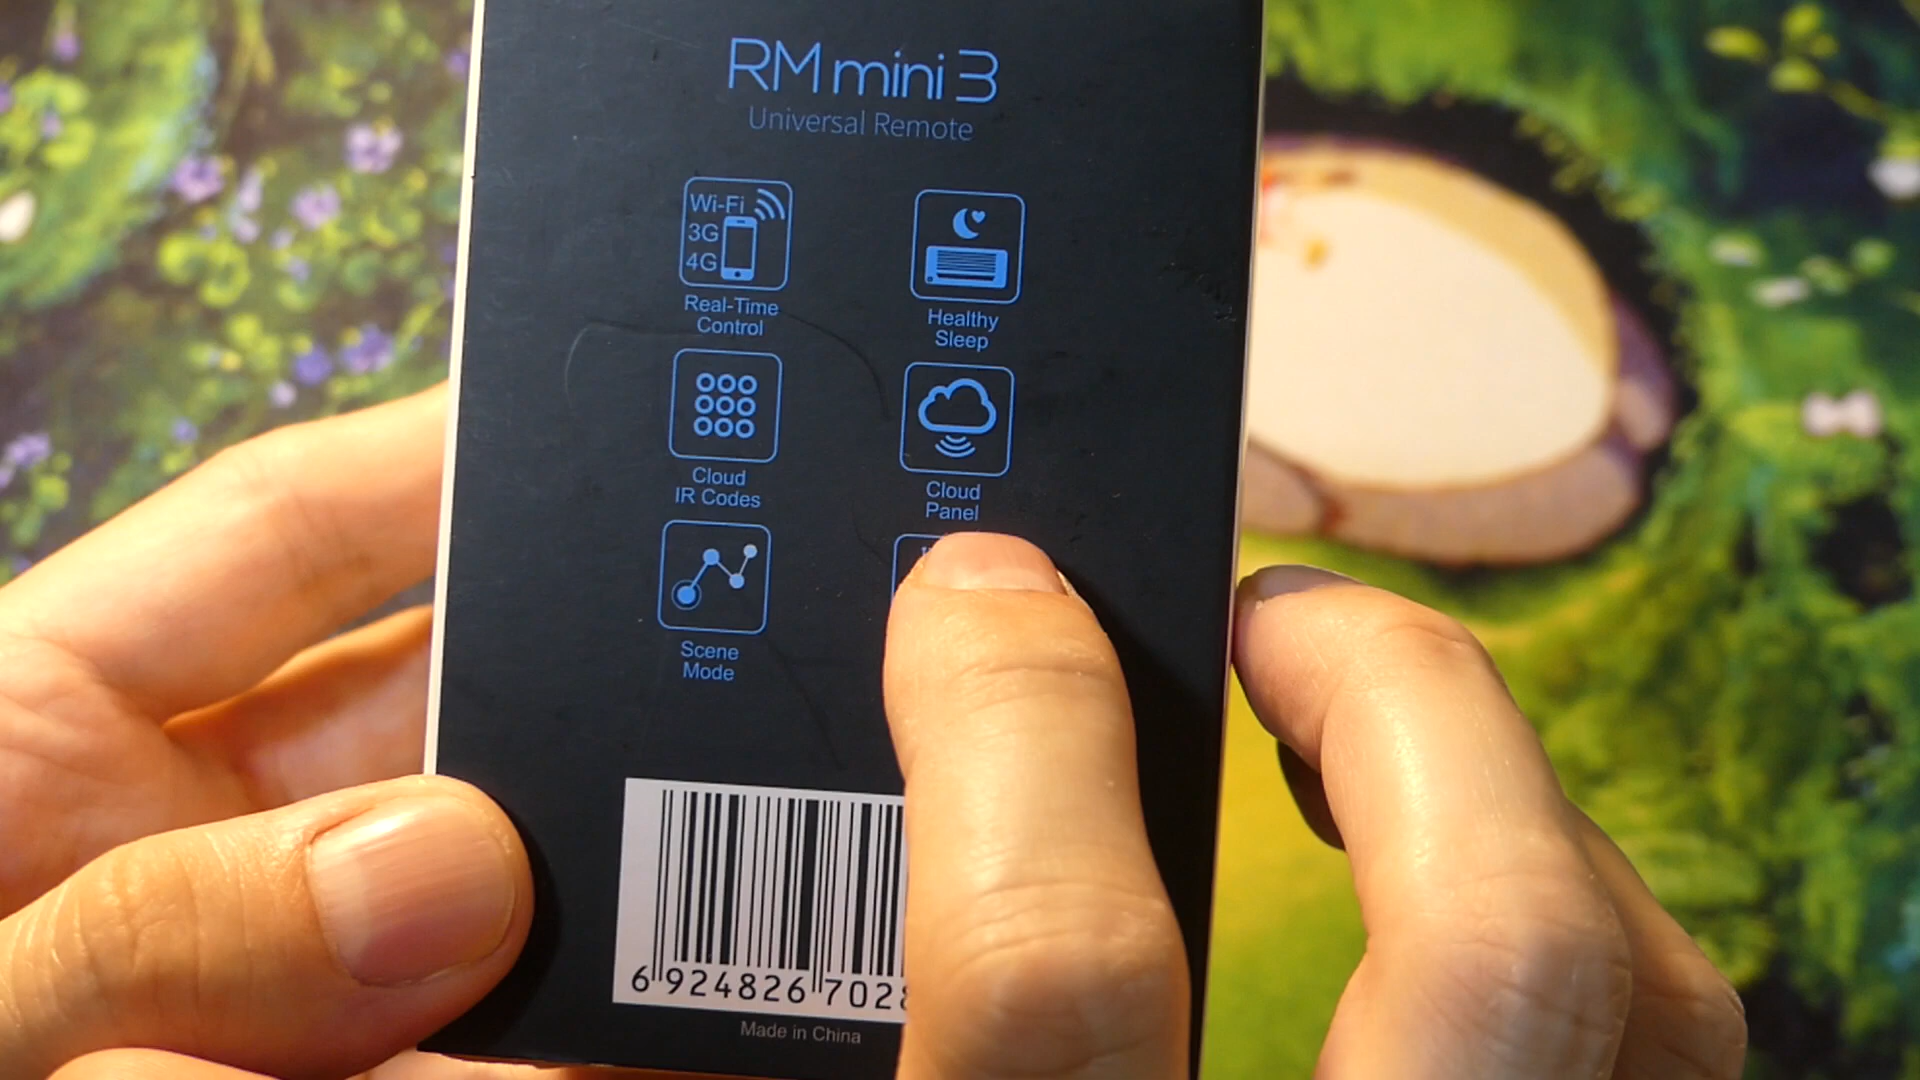 RM mini 3
Universal Remote
Wi-Fi
3G
4G
Real-Time
Control
Healthy
Sleep
Cloud
IR Codes
Cloud
Panel
Scene
Mode
6 924826 702
Made in China